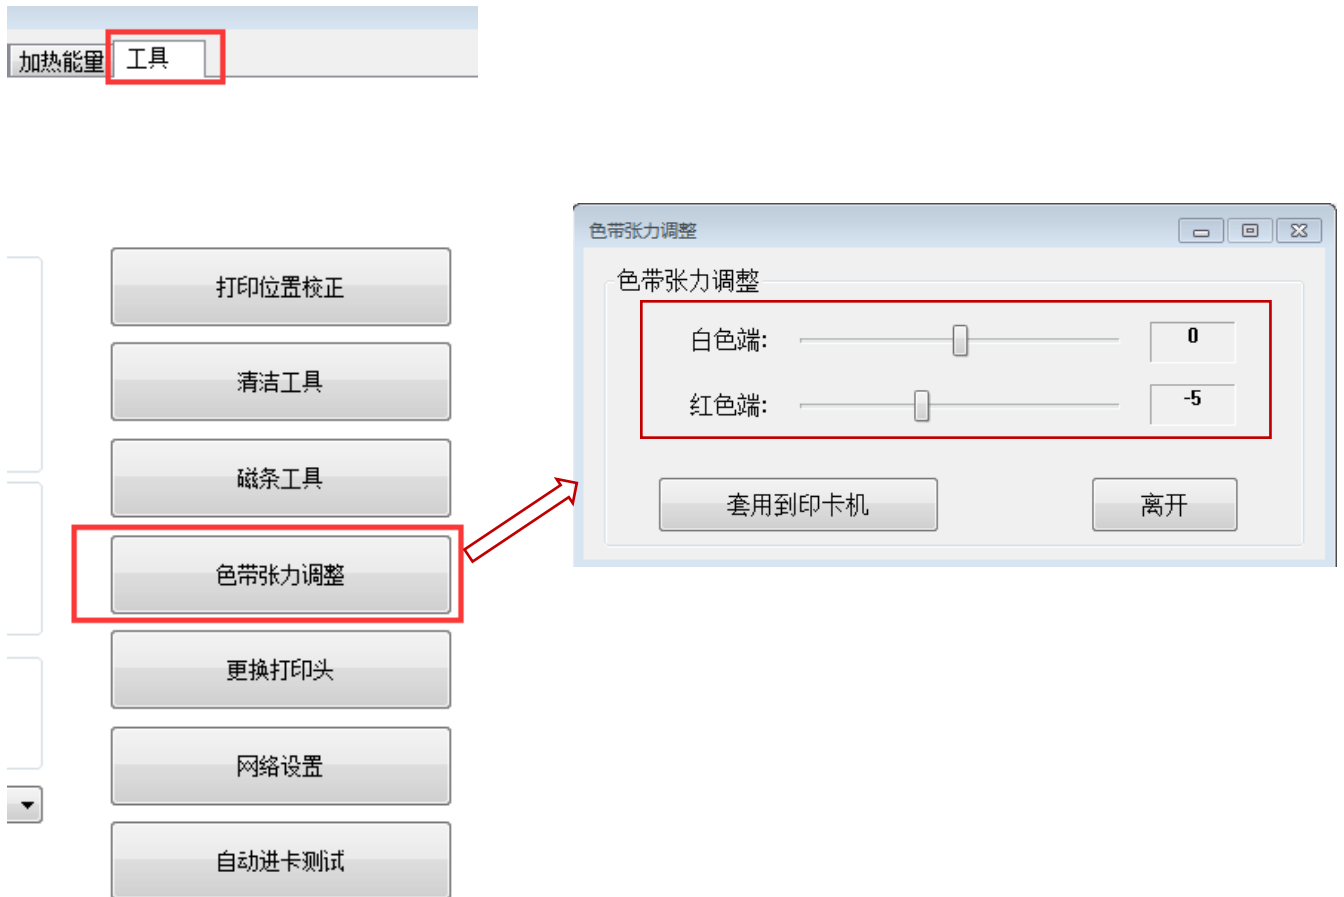 加热能量
工具
打印位置校正
清洁工具
磁条工具
色带张力调整
更换打印头
网络设置
自动进卡测试
色带张力调整
色带张力调整
白色端: 0
红色端: -5
套用到印卡机
离开